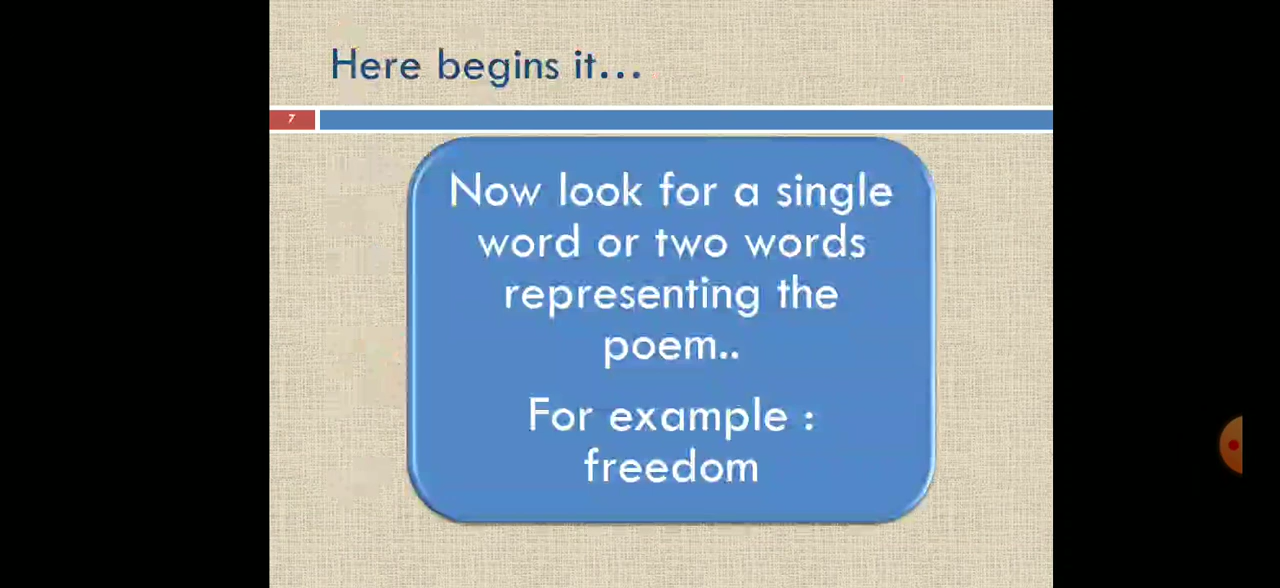 Here begins it...
7
Now look for a single
word or two words
representing the
poem..
For example :
freedom